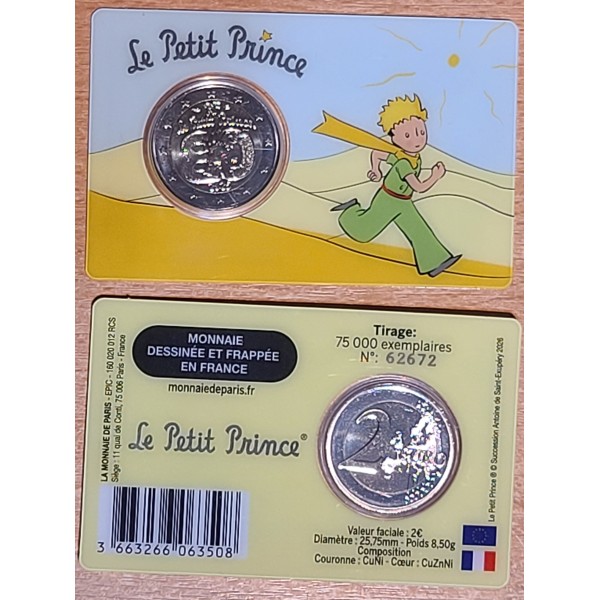 Le Petit Prince
MONNAIE
DESSINÉE ET FRAPPÉE
EN FRANCE
monnaiedeparis.fr
Tirage:
75 000 exemplaires
N°: 62672
LA MONNAIE DE PARIS - EPIC - 160 020 012 RCS
Siège : 11 quai de Conti, 75 006 Paris - France
Le Petit Prince®
2 EURO
3 663266 063508
Valeur faciale : 2€
Diamètre : 25,75mm - Poids 8,50g
Composition
Couronne : CuNi - Cœur : CuZnNi
Le Petit Prince ® © Succession Antoine de Saint-Exupéry 2026